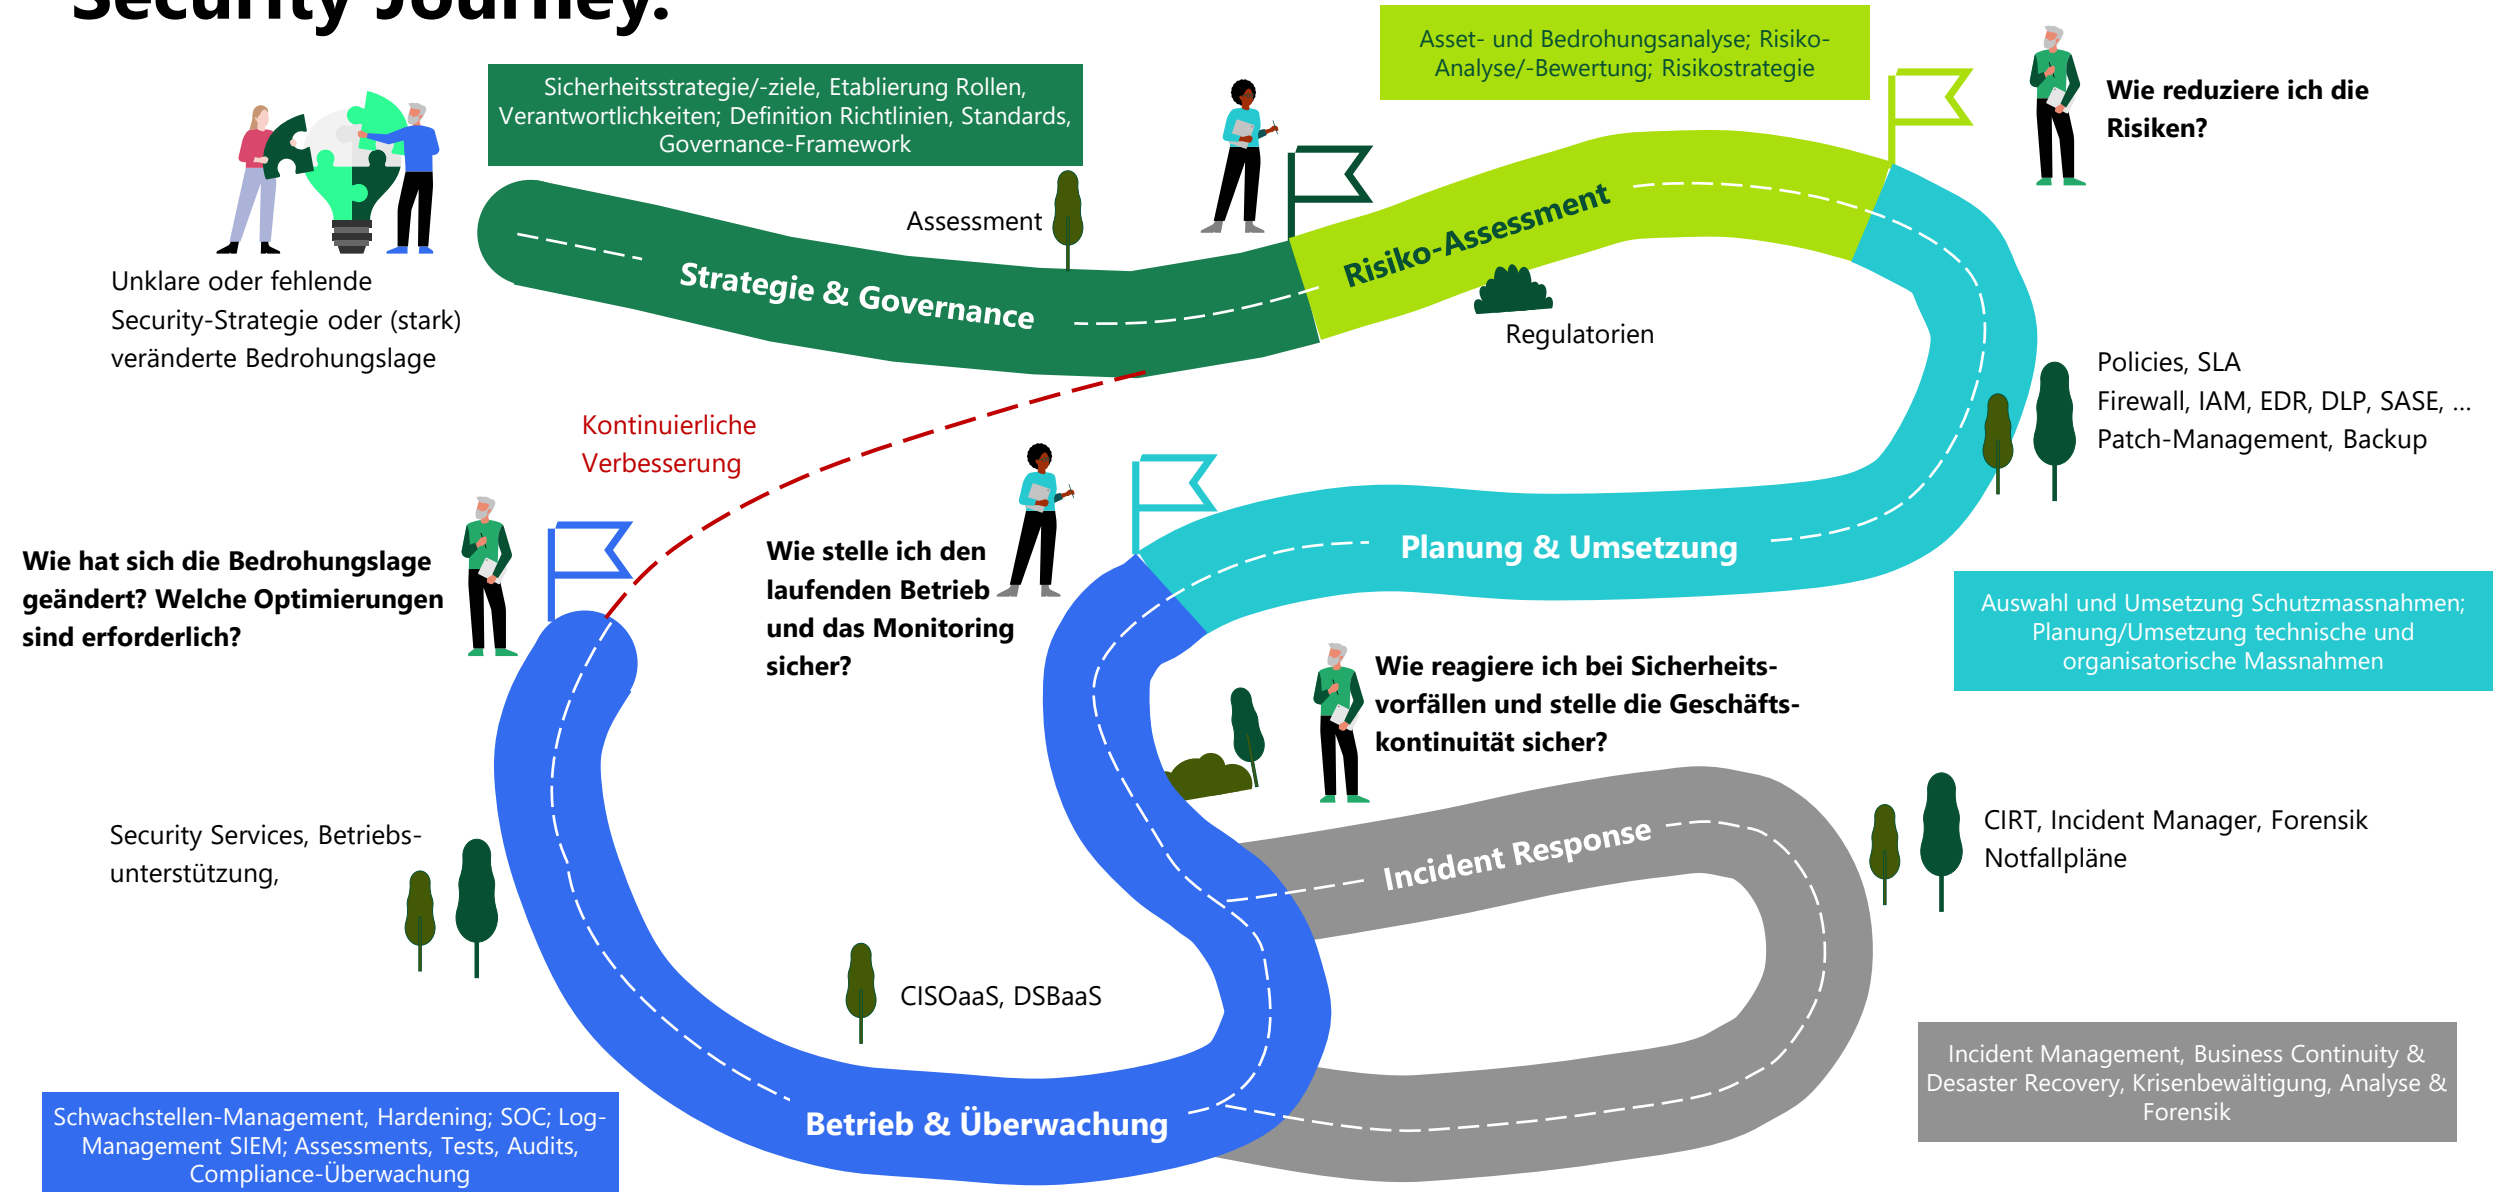 Security Journey.
Sicherheitsstrategie/-ziele, Etablierung Rollen,
Verantwortlichkeiten; Definition Richtlinien, Standards,
Governance-Framework
Asset- und Bedrohungsanalyse; Risiko-
Analyse/-Bewertung; Risikostrategie
Wie reduziere ich die
Risiken?
Assessment
Unklare oder fehlende
Security-Strategie oder (stark)
veränderte Bedrohungslage
Strategie & Governance
Risiko-Assessment
Regulatorien
Policies, SLA
Firewall, IAM, EDR, DLP, SASE, ...
Patch-Management, Backup
Kontinuierliche
Verbesserung
Wie hat sich die Bedrohungslage
geändert? Welche Optimierungen
sind erforderlich?
Wie stelle ich den
laufenden Betrieb
und das Monitoring
sicher?
Planung & Umsetzung
Auswahl und Umsetzung Schutzmassnahmen;
Planung/Umsetzung technische und
organisatorische Massnahmen
Wie reagiere ich bei Sicherheits-
vorfällen und stelle die Geschäfts-
kontinuität sicher?
Security Services, Betriebs-
unterstützung,
Incident Response
CIRT, Incident Manager, Forensik
Notfallpläne
CISOaaS, DSBaaS
Betrieb & Überwachung
Incident Management, Business Continuity &
Desaster Recovery, Krisenbewältigung, Analyse &
Forensik
Schwachstellen-Management, Hardening; SOC; Log-
Management SIEM; Assessments, Tests, Audits,
Compliance-Überwachung